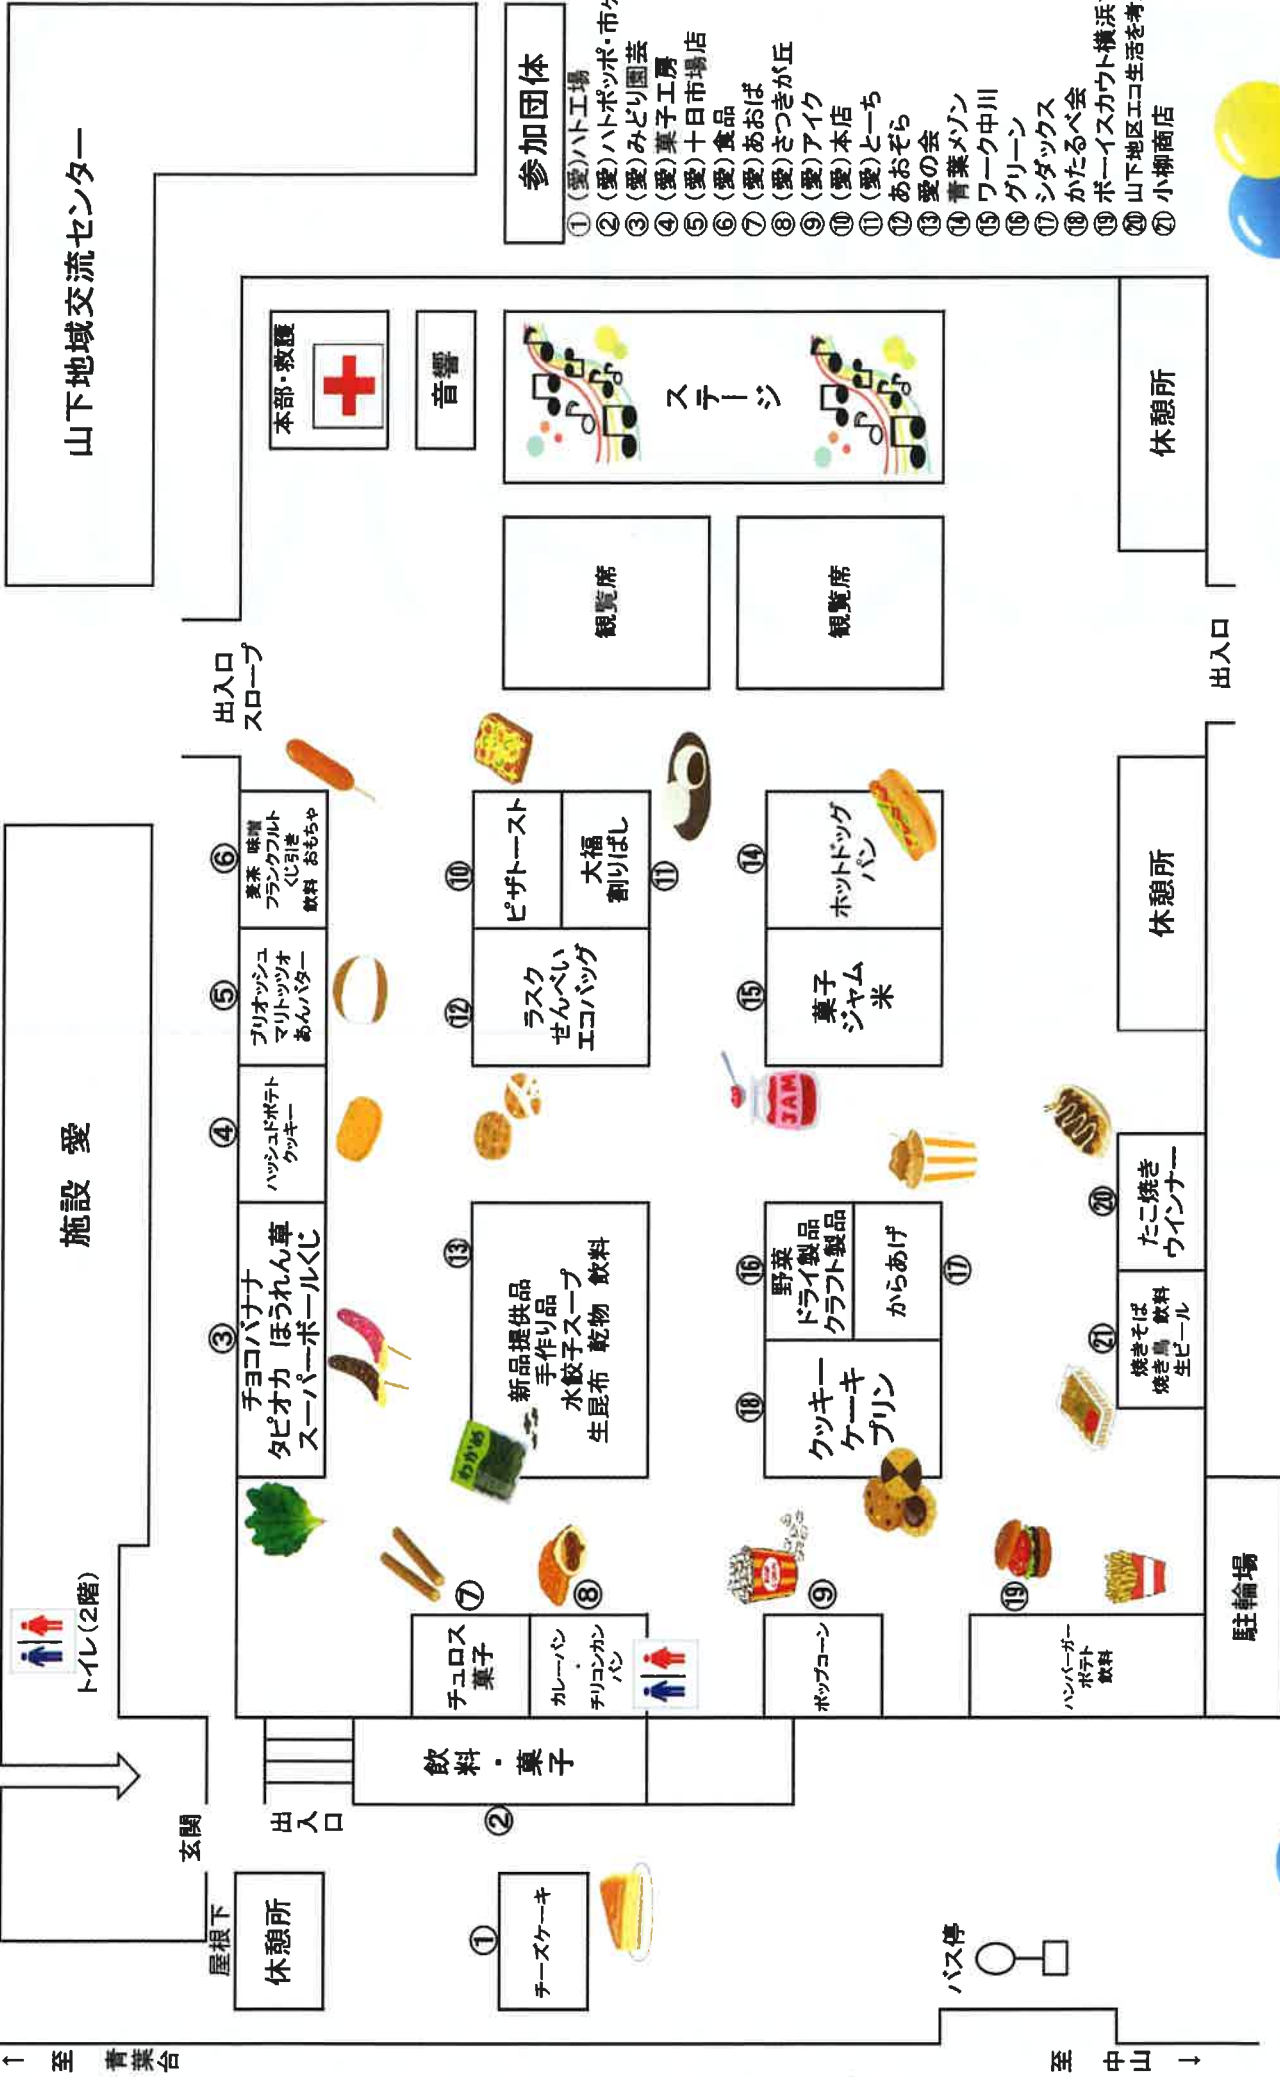 ↑
至
青葉台
施設 愛
山下地域交流センター
トイレ(2階)
玄関
屋根下
休憩所
出入口
出入口
スロープ
本部・救護
音響
ステージ
観覧席
観覧席
①
チーズケーキ
②
飲料・菓子
③
チョコバナナ
タピオカ ほうれん草
スーパーボールくじ
④
ハッシュドポテト
クッキー
⑤
ブリオッシュ
マリトッツォ
あんバター
⑥
麦茶 味噌
フランクフルト
くじ引き
飲料 おもちゃ
⑦
チュロス
菓子
⑧
カレーパン
・
チリコンカン
パン
⑨
ポップコーン
⑩
ピザトースト
⑪
大福
割りばし
⑫
ラスク
せんべい
エコバッグ
⑬
新品提供品
手作り品
水餃子スープ
生昆布 乾物 飲料
わかめ
⑭
ホットドッグ
パン
⑮
菓子
ジャム
米
JAM
⑯
野菜
ドライ製品
クラフト製品
⑰
からあげ
⑱
クッキー
ケーキ
プリン
⑲
ハンバーガー
ポテト
飲料
⑳
たこ焼き
ウインナー
㉑
焼きそば
焼き鳥 飲料
生ビール
休憩所
休憩所
出入口
駐輪場
バス停
至
中山
↓
参加団体
①(愛)ハト工場
②(愛)ハトポッポ・市ケ
③(愛)みどり園芸
④(愛)菓子工房
⑤(愛)十日市場店
⑥(愛)食品
⑦(愛)あおば
⑧(愛)さつきが丘
⑨(愛)アイク
⑩(愛)本店
⑪(愛)とーち
⑫あおぞら
⑬愛の会
⑭青葉メゾン
⑮ワーク中川
⑯グリーン
⑰シダックス
⑱かたるべ会
⑲ボーイスカウト横浜
⑳山下地区エコ生活を考
㉑小柳商店